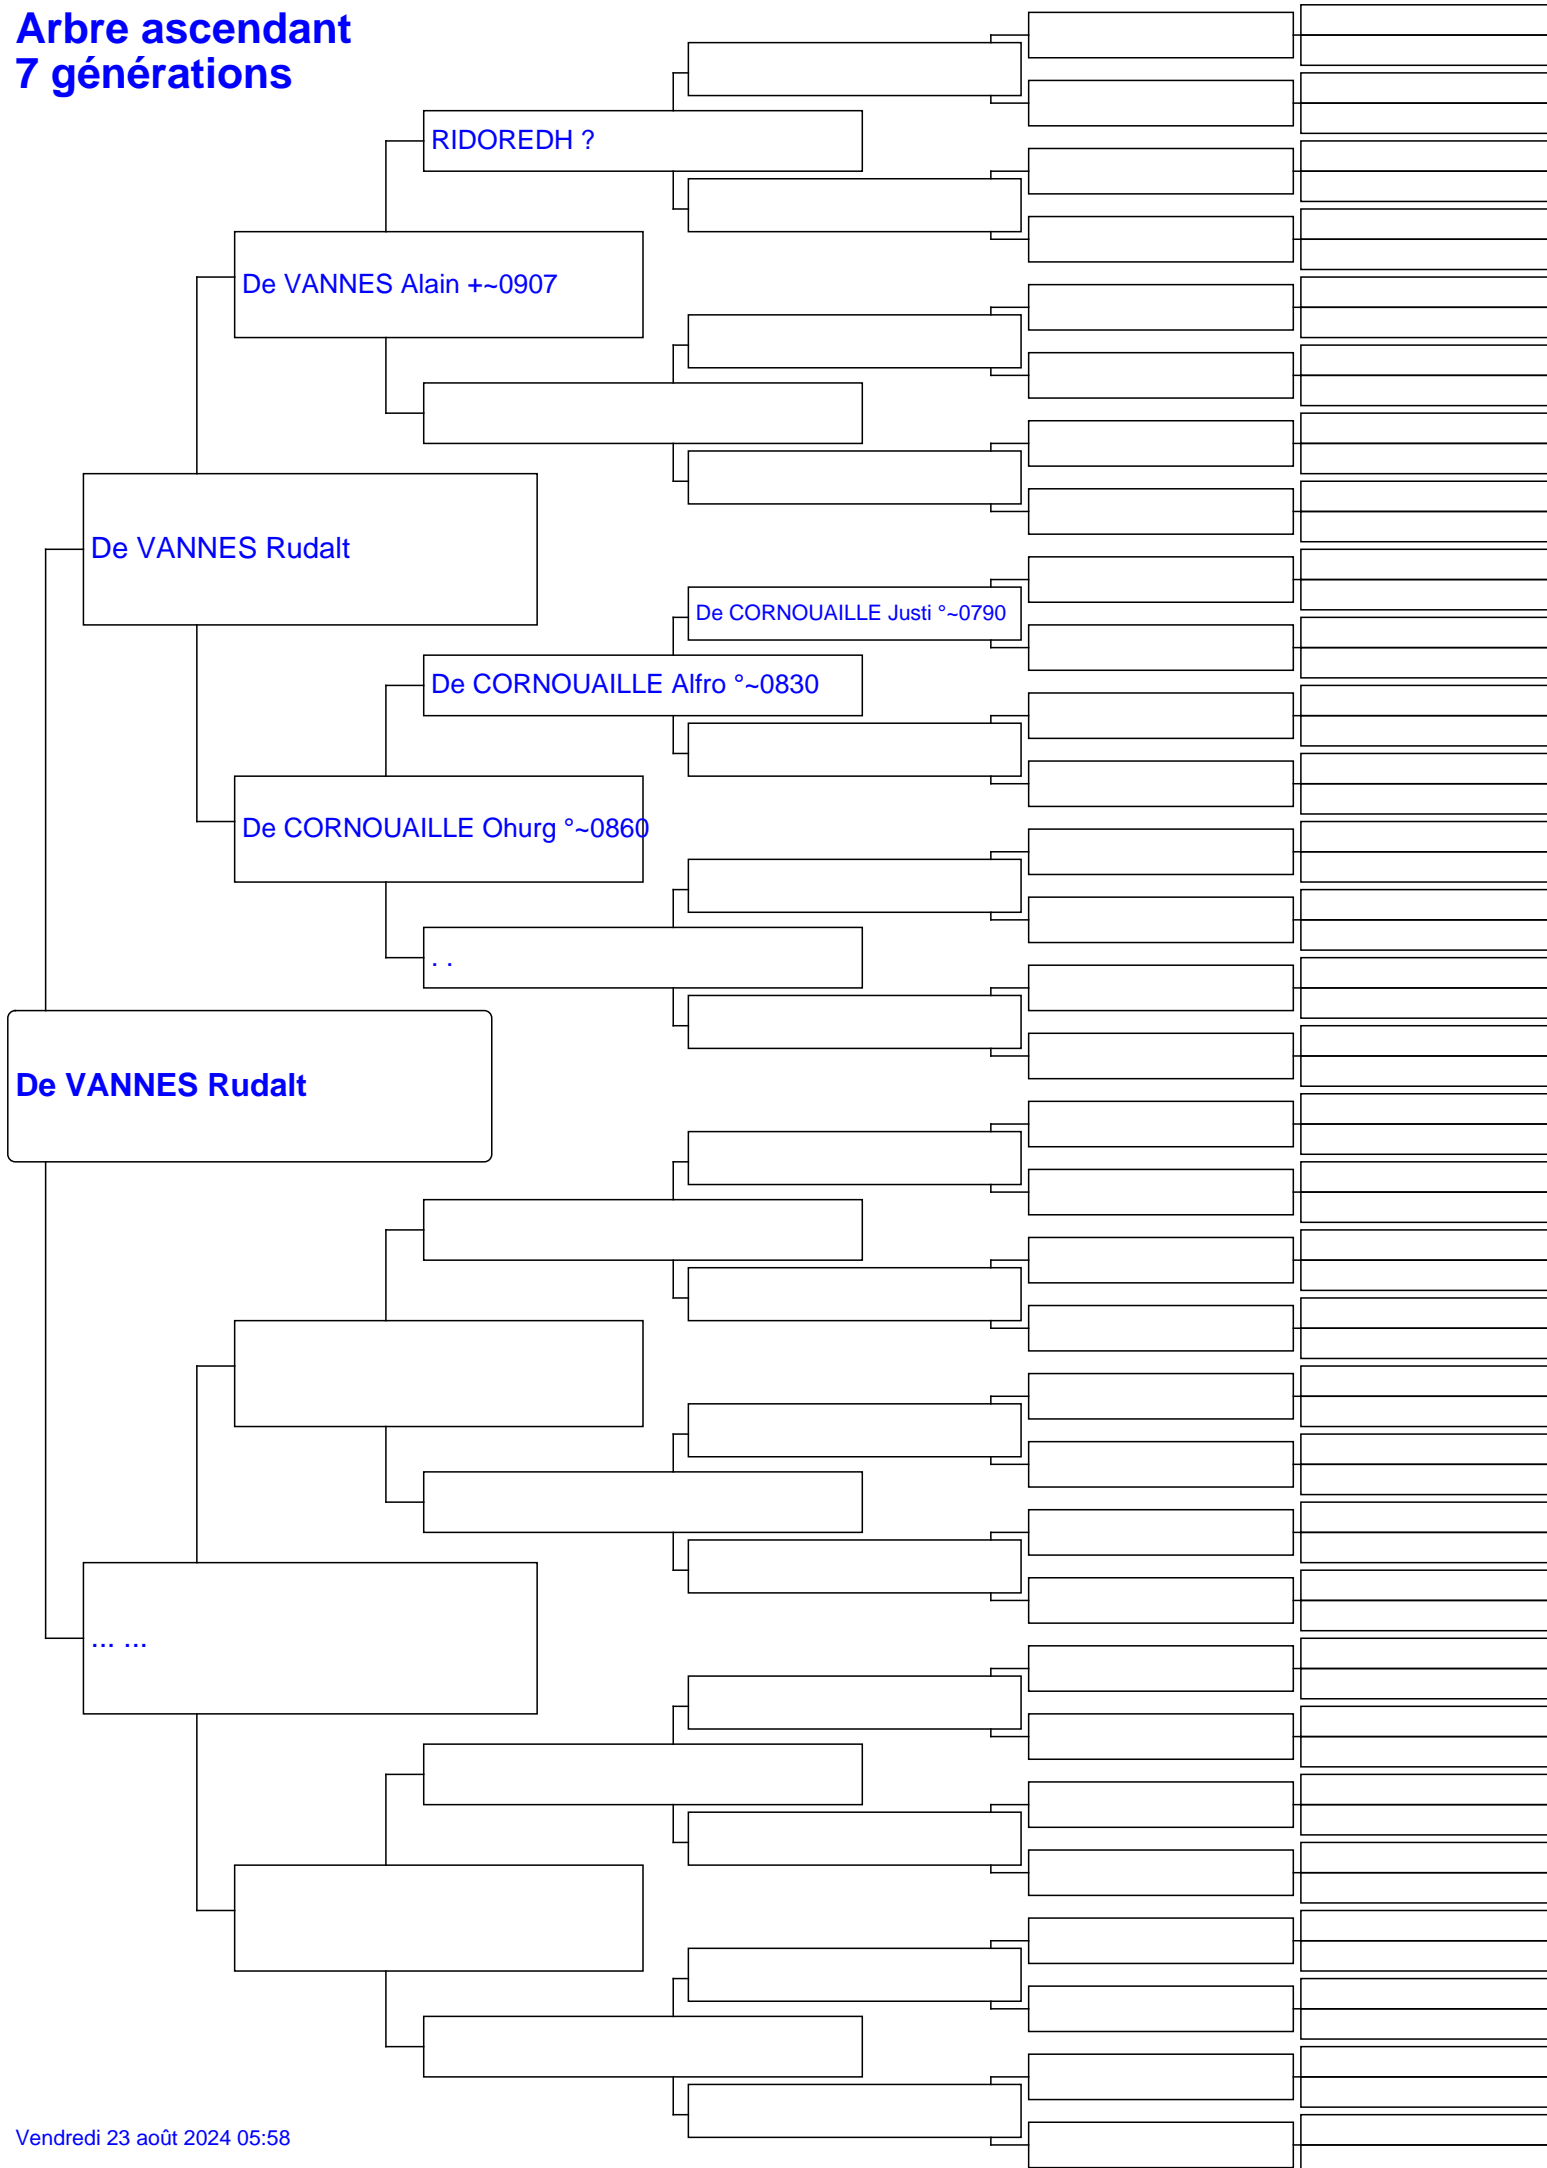 Arbre ascendant
7 générations
RIDOREDH ?
De VANNES Alain +~0907
De VANNES Rudalt
De CORNOUAILLE Justi °~0790
De CORNOUAILLE Alfro °~0830
De CORNOUAILLE Ohurg °~0860
. .
De VANNES Rudalt
... ...
Vendredi 23 août 2024 05:58